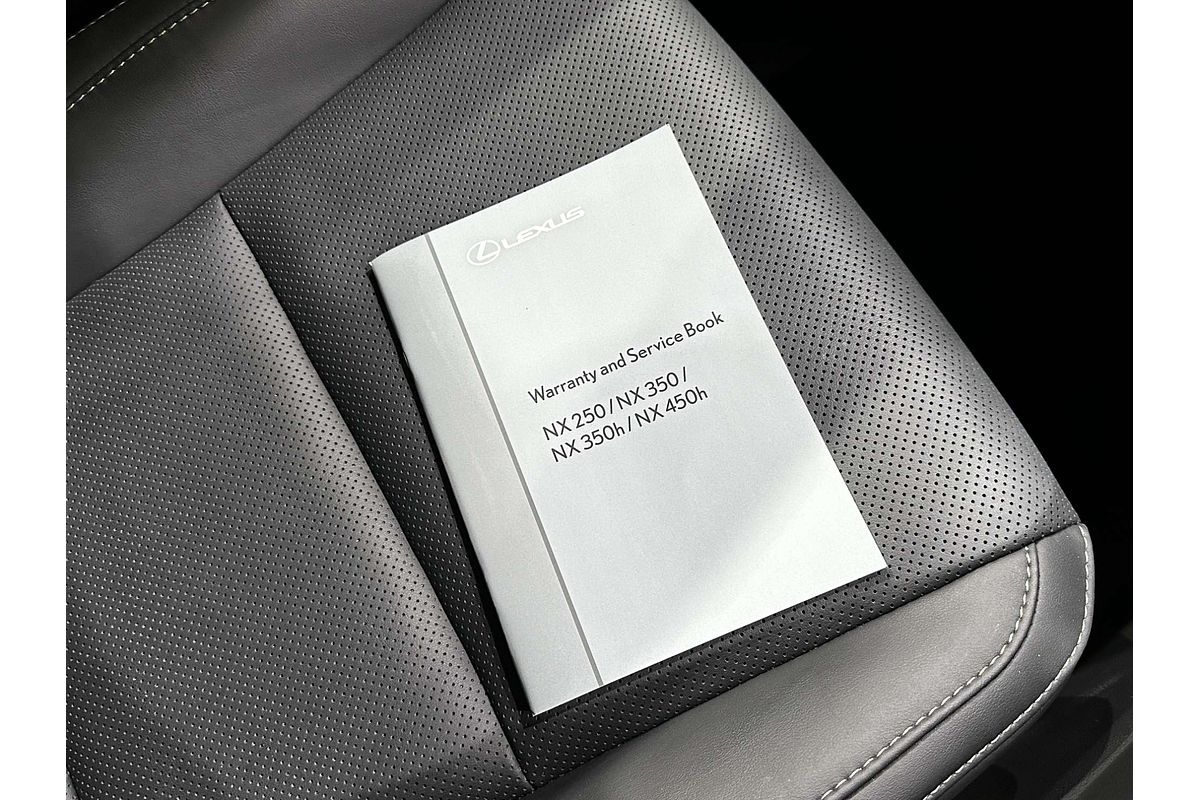 LEXUS
Warranty and Service Book
NX 250 / NX 350 /
NX 350h / NX 450h